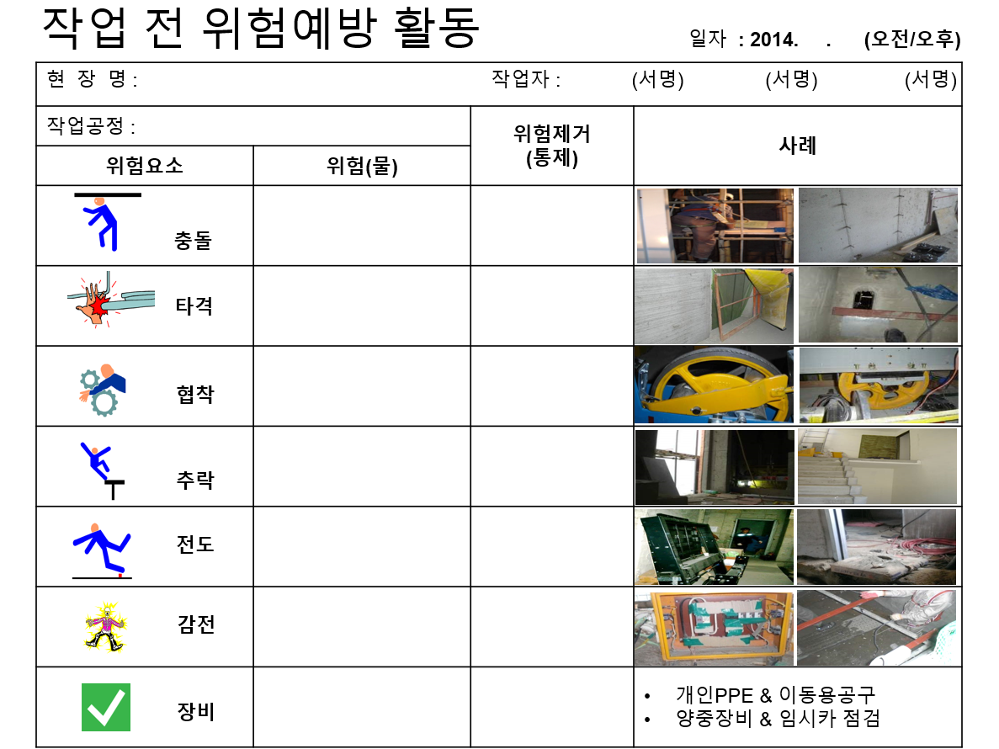 작업 전 위험예방 활동
일자 : 2014. . (오전/오후)
현 장 명 :
작업자 : (서명) (서명) (서명)
작업공정 :
위험요소
위험(물)
위험제거
(통제)
사례
충돌
타격
협착
추락
전도
감전
장비
• 개인PPE & 이동용공구
• 양중장비 & 임시카 점검